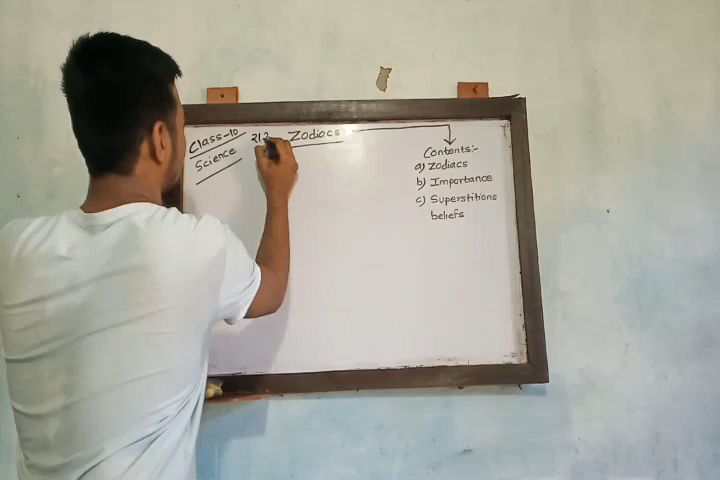 Class-10
Science
Zodiacs
Contents:-
a) Zodiacs
b) Importance
c) Superstitions
beliefs